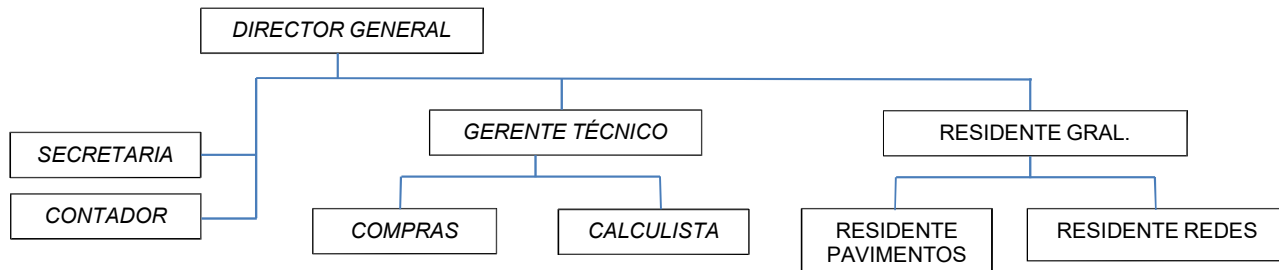 DIRECTOR GENERAL
GERENTE TÉCNICO
RESIDENTE GRAL.
SECRETARIA
CONTADOR
COMPRAS
CALCULISTA
RESIDENTE
PAVIMENTOS
RESIDENTE REDES